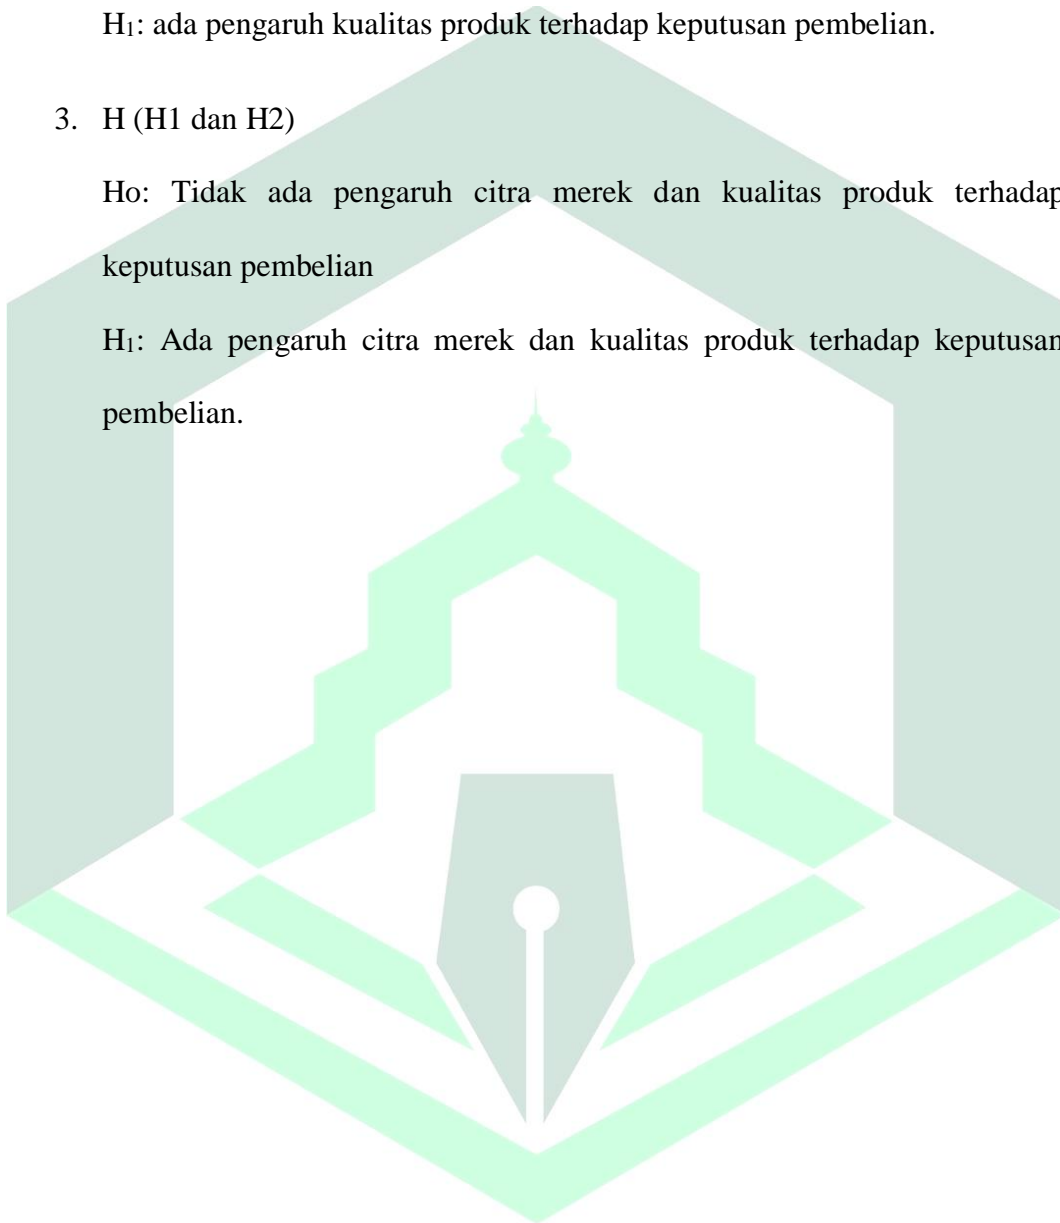 H₁: ada pengaruh kualitas produk terhadap keputusan pembelian.
3. H (H1 dan H2)
Ho: Tidak ada pengaruh citra merek dan kualitas produk terhadap
keputusan pembelian
H₁: Ada pengaruh citra merek dan kualitas produk terhadap keputusan
pembelian.